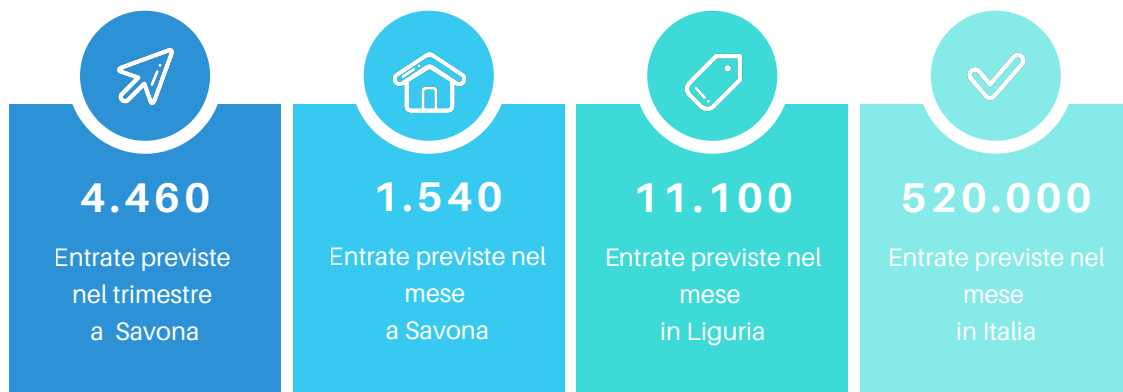 4.460
Entrate previste
nel trimestre
a Savona
1.540
Entrate previste nel
mese
a Savona
11.100
Entrate previste nel
mese
in Liguria
520.000
Entrate previste nel
mese
in Italia